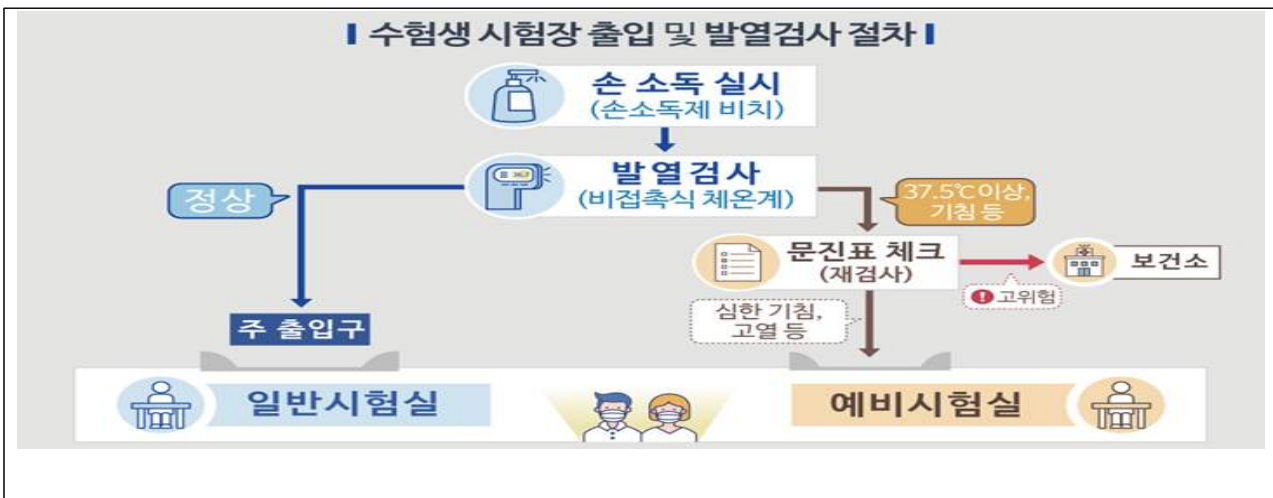 수험생 시험장 출입 및 발열검사 절차
손 소독 실시
(손소독제 비치)
발열검사
(비접촉식 체온계)
정상
37.5℃ 이상,
기침 등
문진표 체크
(재검사)
보건소
고위험
심한 기침,
고열 등
주 출입구
일반시험실
예비시험실